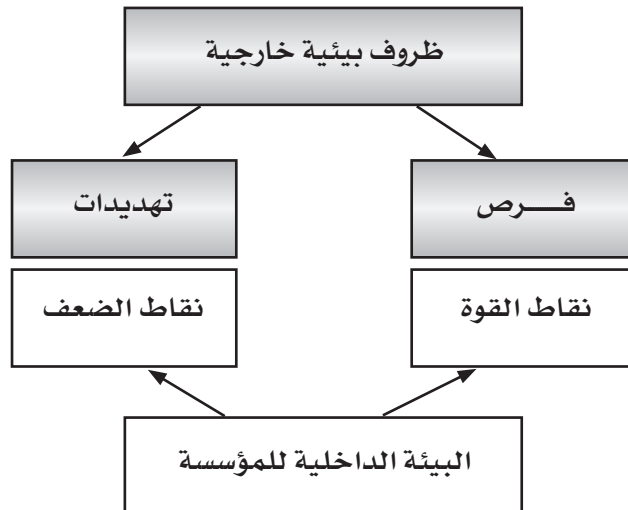 ظروف بيئية خارجية
فـــرص
تهديدات
نقاط القوة
نقاط الضعف
البيئة الداخلية للمؤسسة